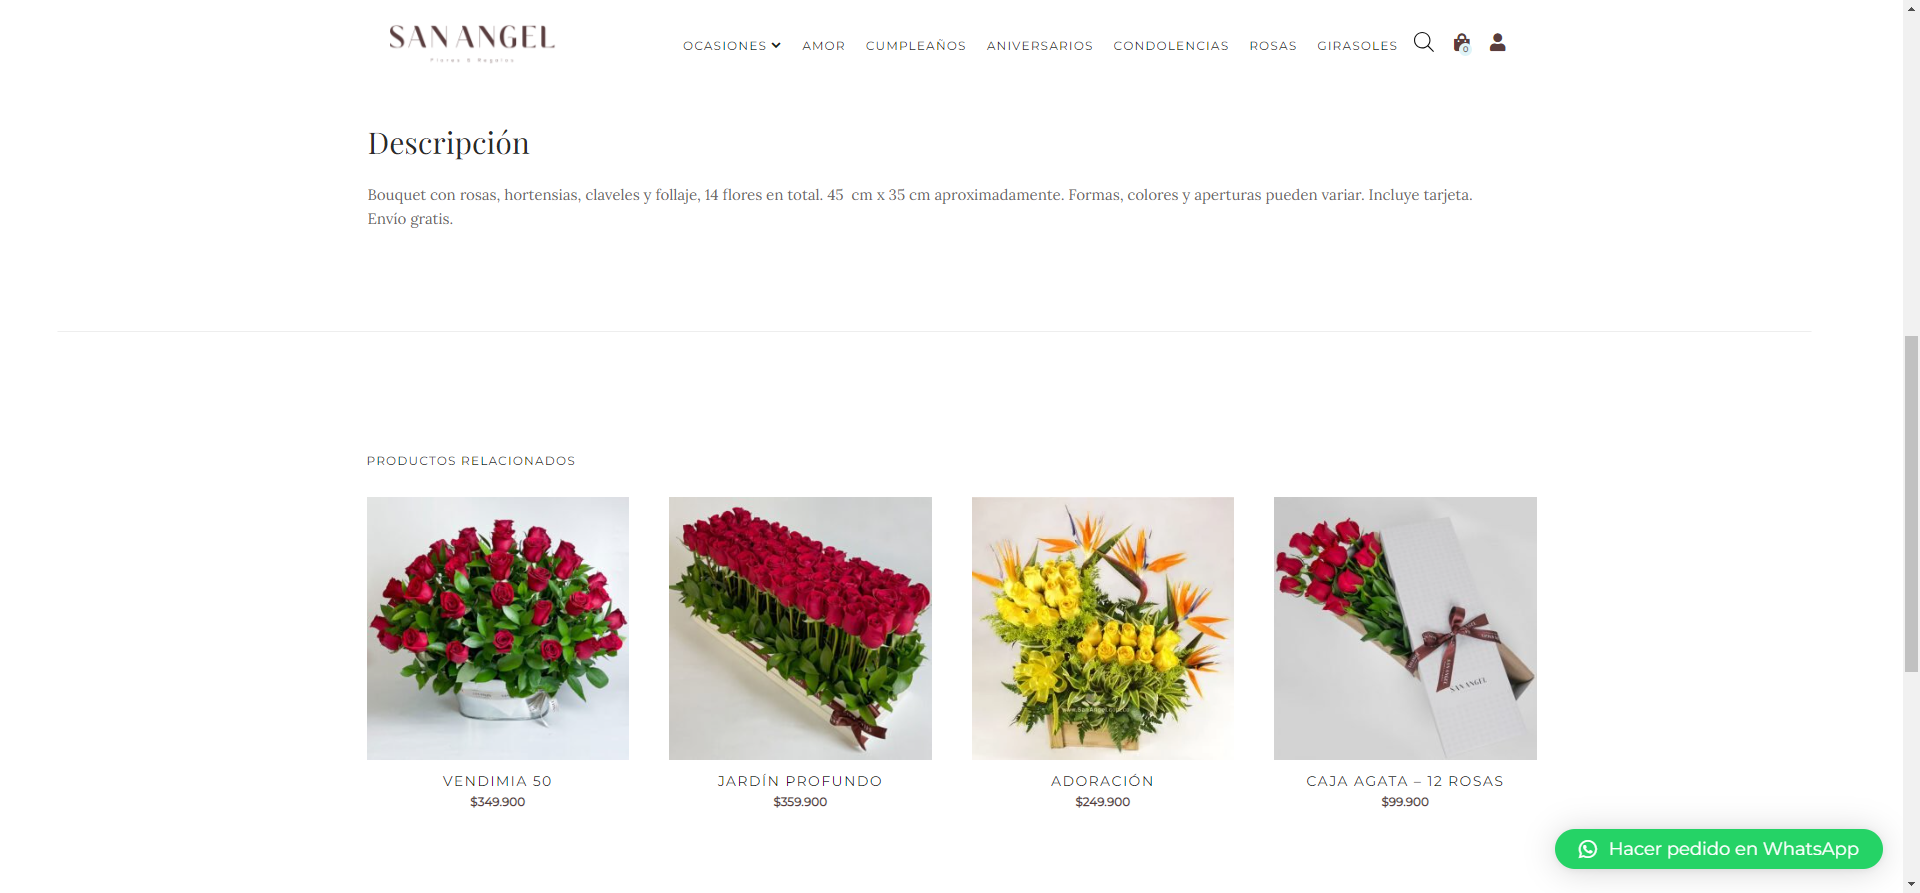 SAN ANGEL
Flores & Regalos
OCASIONES AMOR CUMPLEAÑOS ANIVERSARIOS CONDOLENCIAS ROSAS GIRASOLES
0
Descripción
Bouquet con rosas, hortensias, claveles y follaje, 14 flores en total. 45 cm x 35 cm aproximadamente. Formas, colores y aperturas pueden variar. Incluye tarjeta.
Envío gratis.
PRODUCTOS RELACIONADOS
SAN ANGEL
VENDIMIA 50
$349.900
JARDÍN PROFUNDO
$359.900
ADORACIÓN
$249.900
CAJA AGATA – 12 ROSAS
$99.900
Hacer pedido en WhatsApp